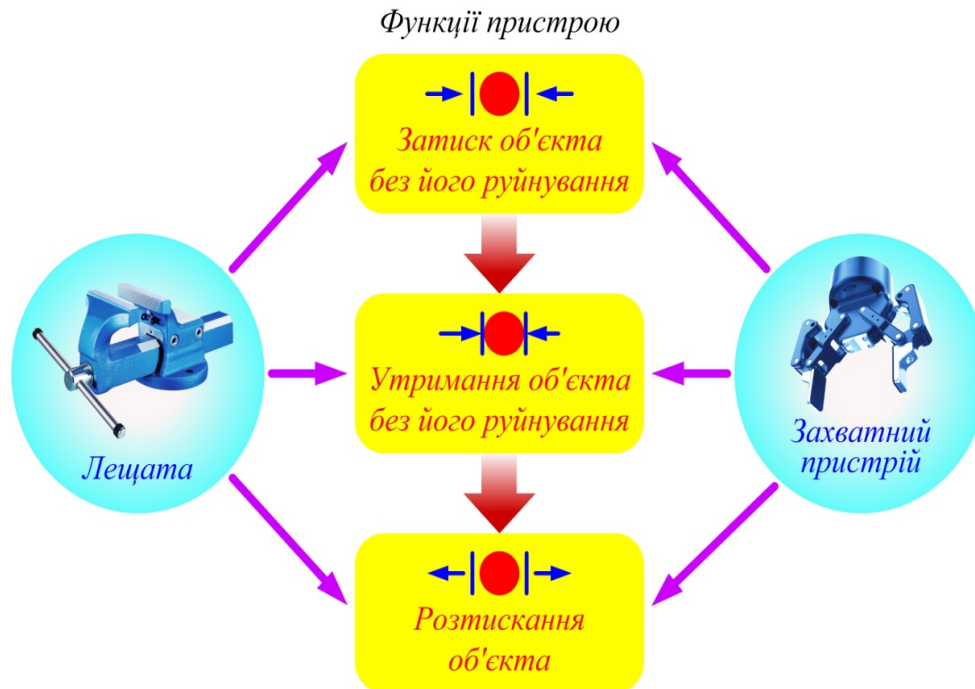 Функції пристрою
Затиск об'єкта
без його руйнування
Утримання об'єкта
без його руйнування
Лещата
Захватний
пристрій
Розтискання
об'єкта